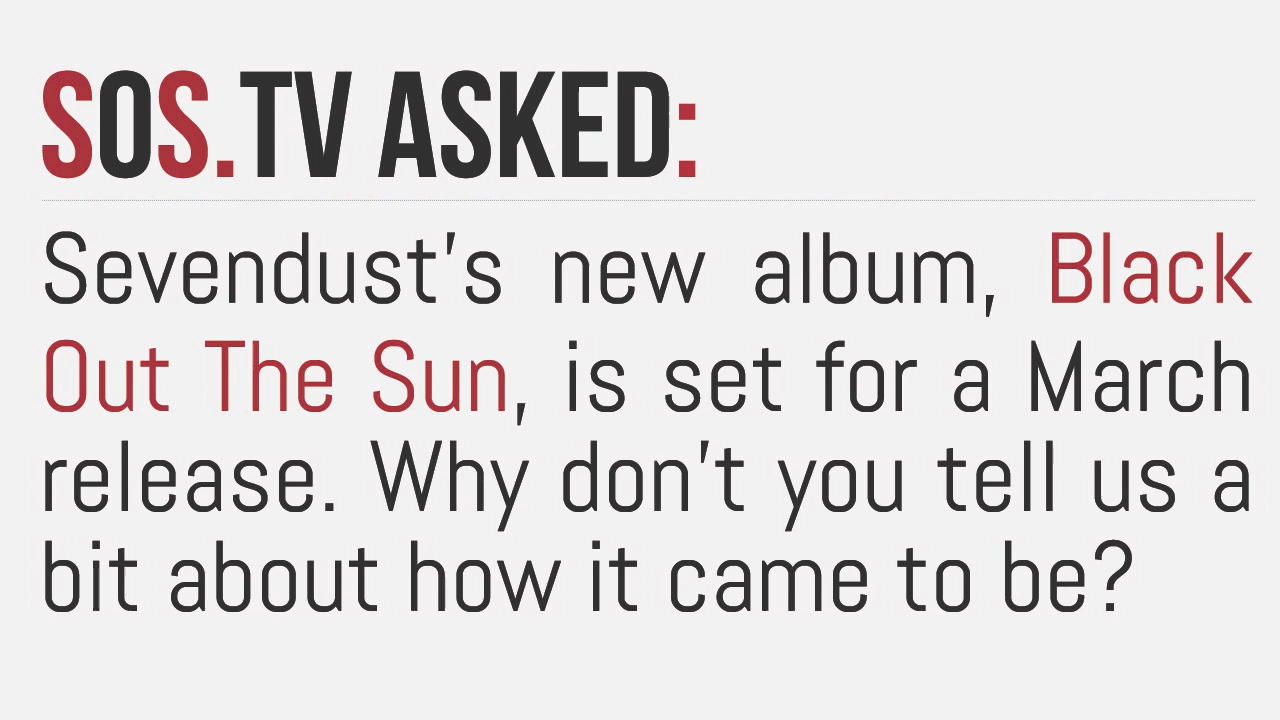 SOS.TV ASKED:
Sevendust's new album, Black
Out The Sun, is set for a March
release. Why don't you tell us a
bit about how it came to be?